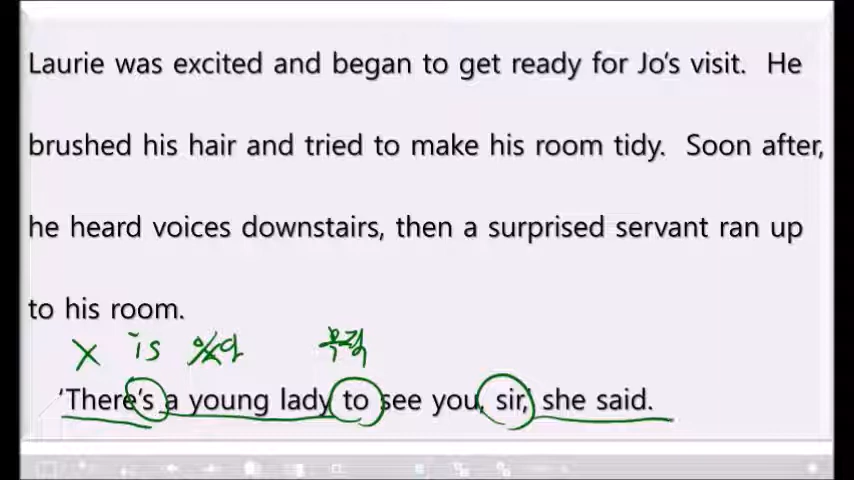 Laurie was excited and began to get ready for Jo's visit. He
brushed his hair and tried to make his room tidy. Soon after,
he heard voices downstairs, then a surprised servant ran up
to his room.
X is 있다
'There's a young lady to see you, sir,' she said.